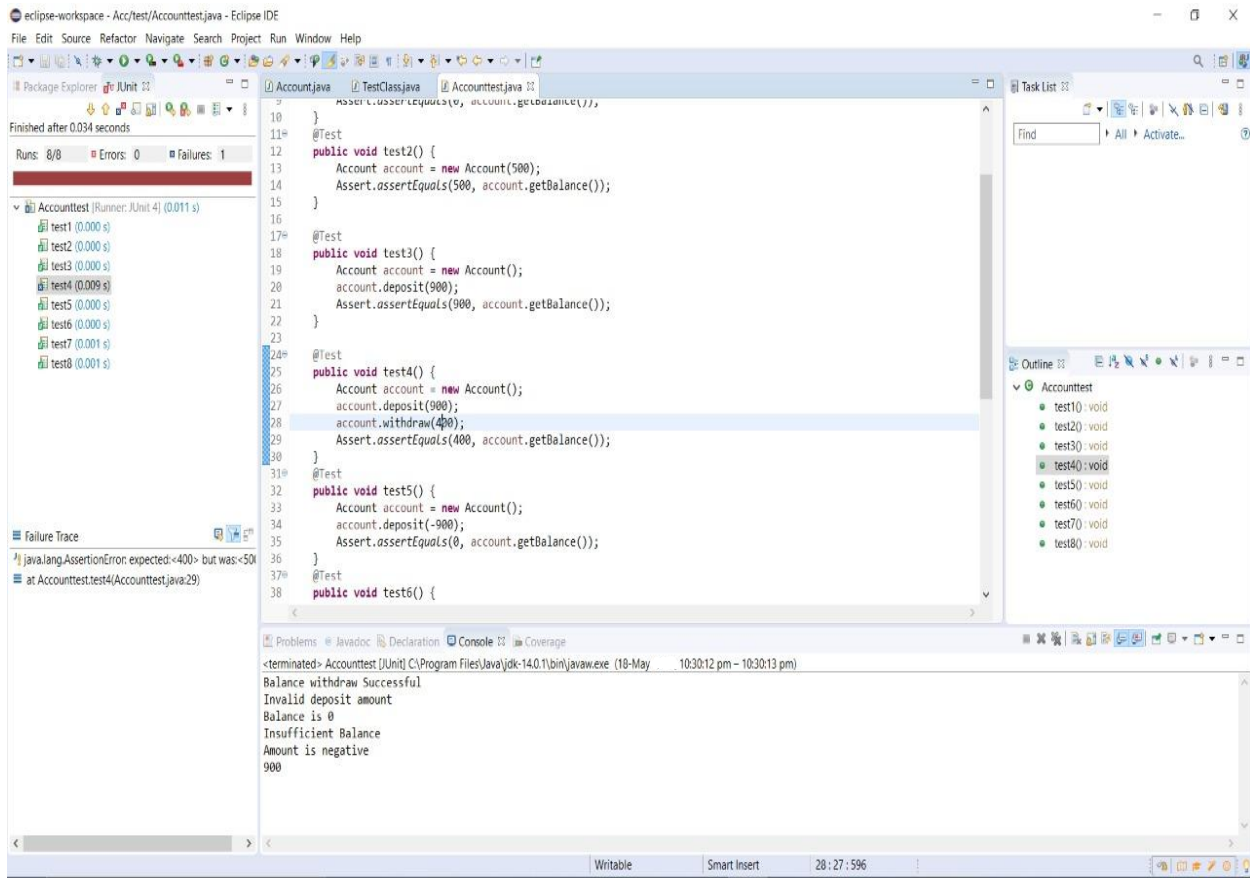 eclipse-workspace - Acc/test/Accounttest.java - Eclipse IDE
File Edit Source Refactor Navigate Search Project Run Window Help
Package Explorer JUnit
Finished after 0.034 seconds
Runs: 8/8 Errors: 0 Failures: 1
Accounttest [Runner: JUnit 4] (0.011 s)
test1 (0.000 s)
test2 (0.000 s)
test3 (0.000 s)
test4 (0.009 s)
test5 (0.000 s)
test6 (0.000 s)
test7 (0.001 s)
test8 (0.001 s)
Failure Trace
java.lang.AssertionError: expected:<400> but was:<500
at Accounttest.test4(Accounttest.java:29)
Account.java TestClass.java Accounttest.java
9 Assert.assertEquals(0, account.getBalance());
10 }
11 @Test
12 public void test2() {
13 Account account = new Account(500);
14 Assert.assertEquals(500, account.getBalance());
15 }
16
17 @Test
18 public void test3() {
19 Account account = new Account();
20 account.deposit(900);
21 Assert.assertEquals(900, account.getBalance());
22 }
23
24 @Test
25 public void test4() {
26 Account account = new Account();
27 account.deposit(900);
28 account.withdraw(400);
29 Assert.assertEquals(400, account.getBalance());
30 }
31 @Test
32 public void test5() {
33 Account account = new Account();
34 account.deposit(-900);
35 Assert.assertEquals(0, account.getBalance());
36 }
37 @Test
38 public void test6() {
Task List
Find All Activate...
Outline
Accounttest
test1() : void
test2() : void
test3() : void
test4() : void
test5() : void
test6() : void
test7() : void
test8() : void
Problems Javadoc Declaration Console Coverage
<terminated> Accounttest [JUnit] C:\Program Files\Java\jdk-14.0.1\bin\javaw.exe (18-May 10:30:12 pm – 10:30:13 pm)
Balance withdraw Successful
Invalid deposit amount
Balance is 0
Insufficient Balance
Amount is negative
900
Writable Smart Insert 28 : 27 : 596